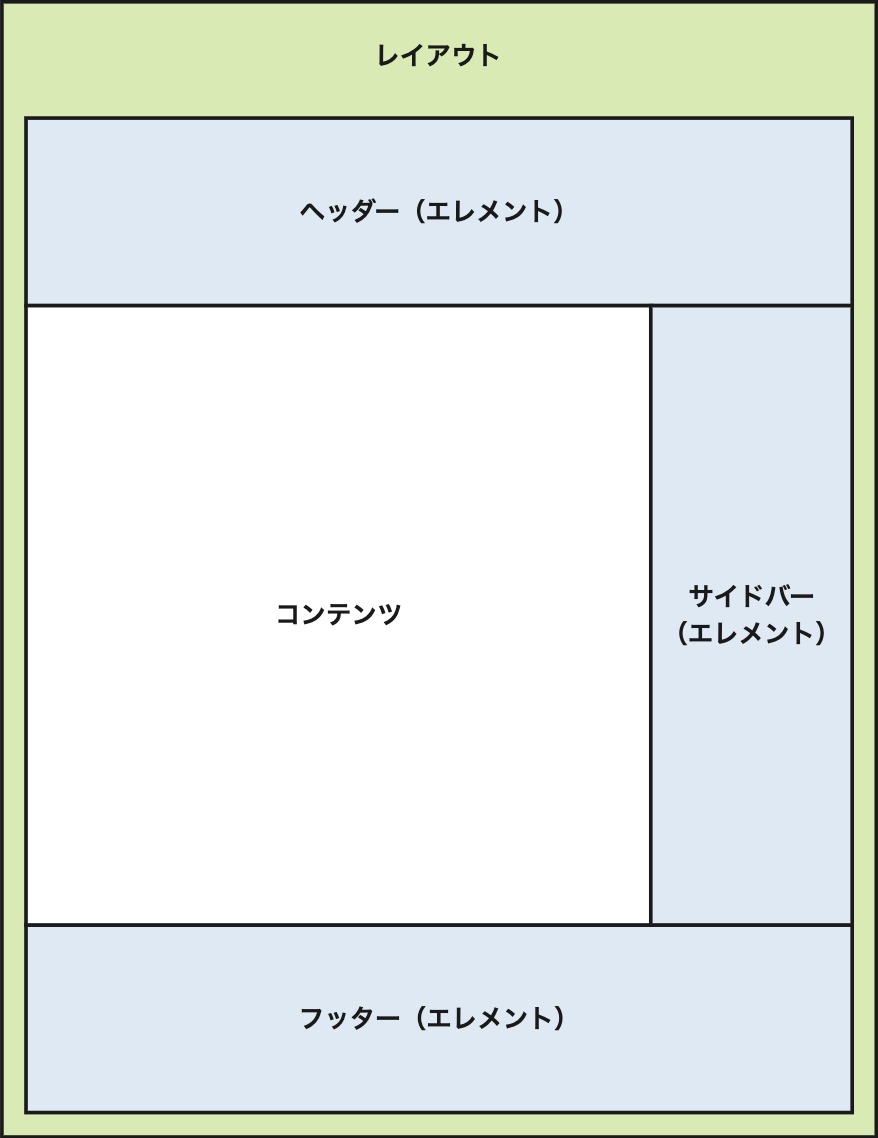 レイアウト
ヘッダー（エレメント）
コンテンツ
サイドバー
（エレメント）
フッター（エレメント）